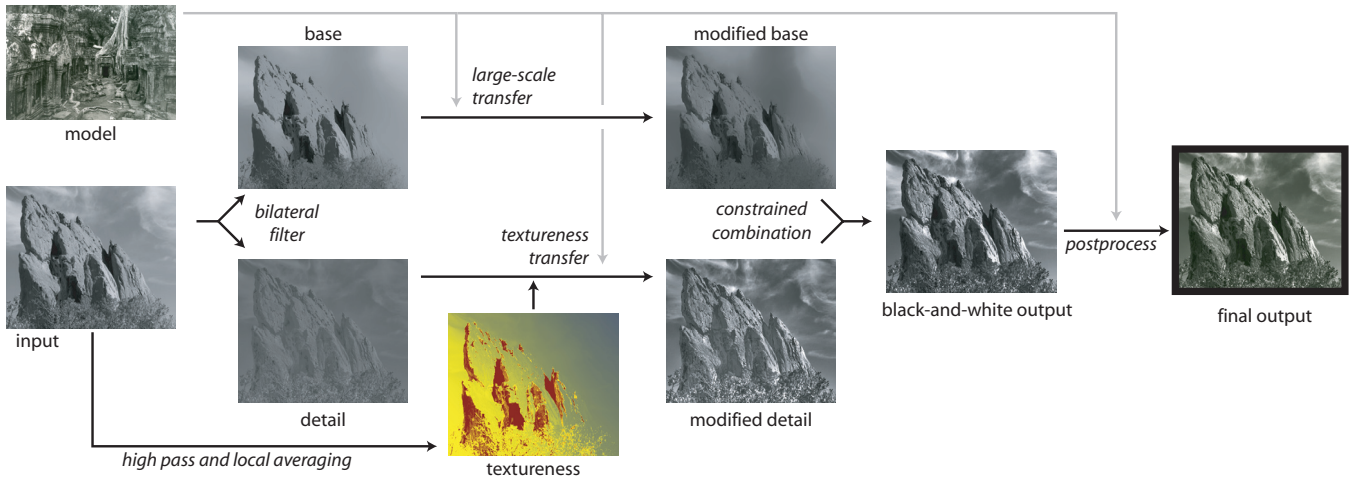 base
modified base
large-scale
transfer
model
bilateral
filter
textureness
transfer
constrained
combination
postprocess
black-and-white output
final output
input
detail
modified detail
high pass and local averaging
textureness